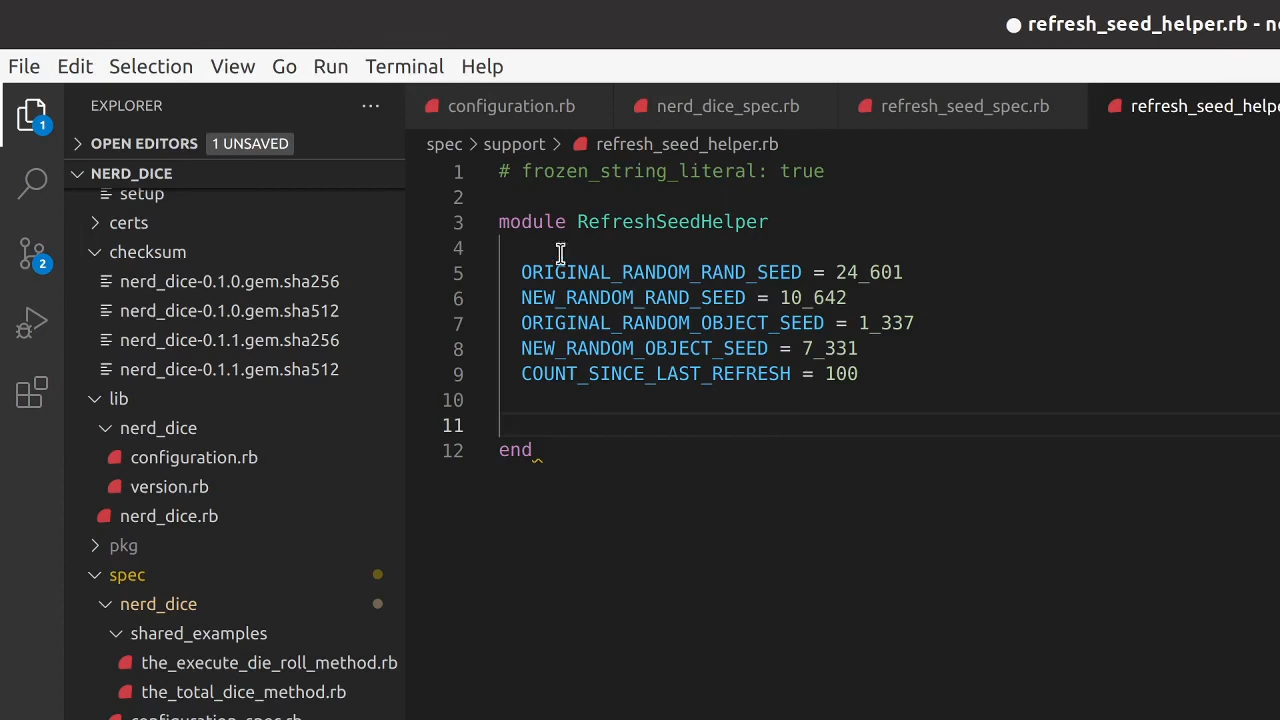 refresh_seed_helper.rb - n
File Edit Selection View Go Run Terminal Help
EXPLORER
1
2
OPEN EDITORS 1 UNSAVED
NERD_DICE
setup
certs
checksum
nerd_dice-0.1.0.gem.sha256
nerd_dice-0.1.0.gem.sha512
nerd_dice-0.1.1.gem.sha256
nerd_dice-0.1.1.gem.sha512
lib
nerd_dice
configuration.rb
version.rb
nerd_dice.rb
pkg
spec
nerd_dice
shared_examples
the_execute_die_roll_method.rb
the_total_dice_method.rb
configuration_spec.rb
configuration.rb nerd_dice_spec.rb refresh_seed_spec.rb refresh_seed_helpe
spec > support > refresh_seed_helper.rb
1 # frozen_string_literal: true
2
3 module RefreshSeedHelper
4
5 ORIGINAL_RANDOM_RAND_SEED = 24_601
6 NEW_RANDOM_RAND_SEED = 10_642
7 ORIGINAL_RANDOM_OBJECT_SEED = 1_337
8 NEW_RANDOM_OBJECT_SEED = 7_331
9 COUNT_SINCE_LAST_REFRESH = 100
10
11
12 end